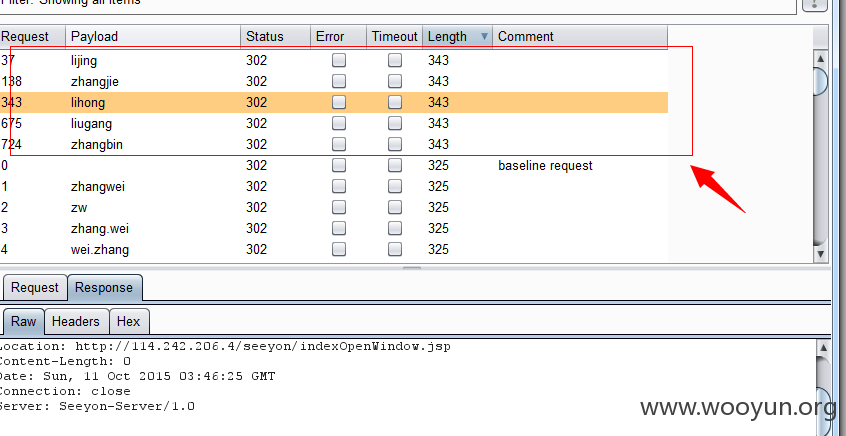 Filter: Showing all items
?
Request Payload Status Error Timeout Length Comment
37 lijing 302 343
138 zhangjie 302 343
343 lihong 302 343
675 liugang 302 343
724 zhangbin 302 343
0 302 325 baseline request
1 zhangwei 302 325
2 zw 302 325
3 zhang.wei 302 325
4 wei.zhang 302 325
Request Response
Raw Headers Hex
Location: http://114.242.206.4/seeyon/indexOpenWindow.jsp
Content-Length: 0
Date: Sun, 11 Oct 2015 03:46:25 GMT
Connection: close
Server: Seeyon-Server/1.0
www.wooyun.org